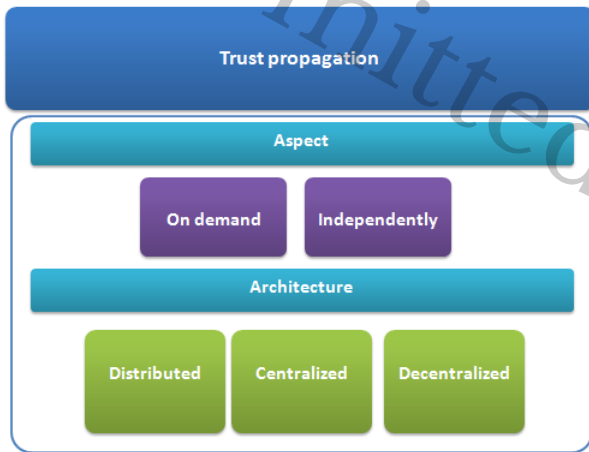 Trust propagation
Aspect
On demand
Independently
Architecture
Distributed
Centralized
Decentralized